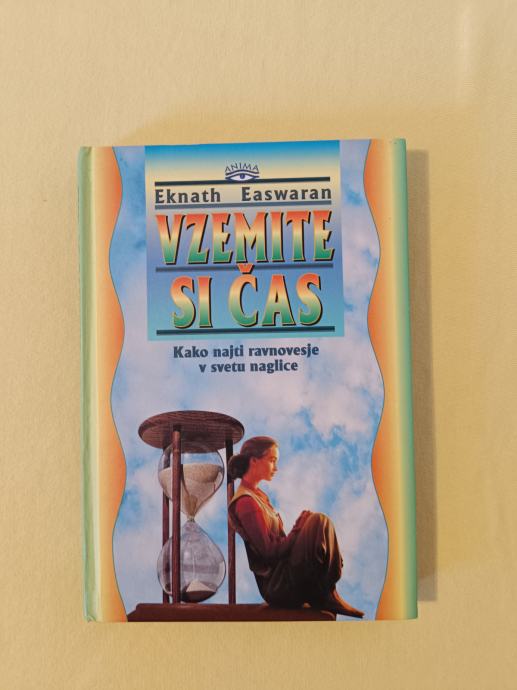 ANIMA
Eknath Easwaran
VZEMITE
SI ČAS
Kako najti ravnovesje
v svetu naglice